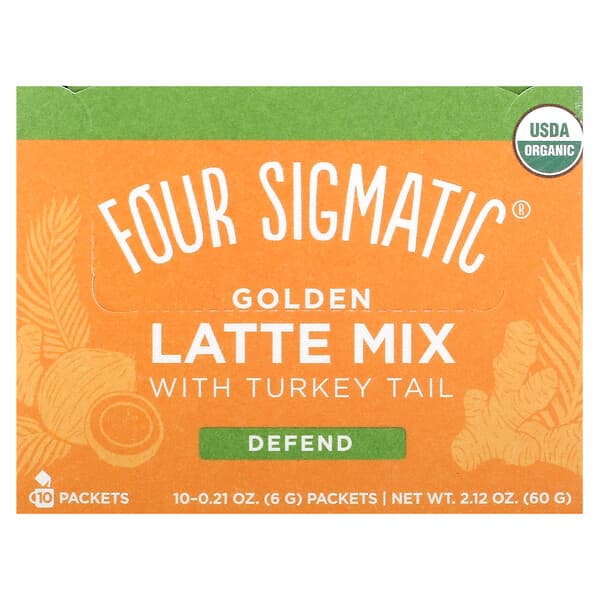 USDA
ORGANIC
FOUR SIGMATIC®
GOLDEN
LATTE MIX
WITH TURKEY TAIL
DEFEND
10 PACKETS
10-0.21 OZ. (6 G) PACKETS | NET WT. 2.12 OZ. (60 G)